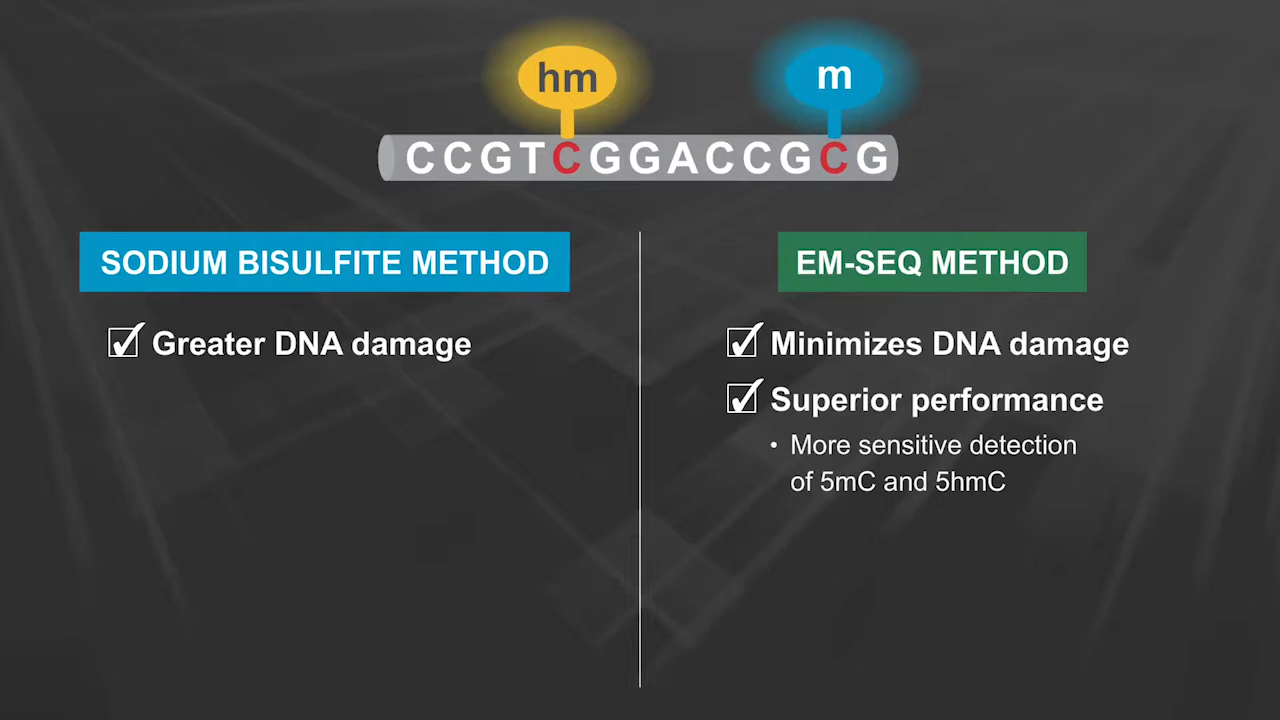 hm
m
CCGTCGGACCGCG
SODIUM BISULFITE METHOD
Greater DNA damage
EM-SEQ METHOD
Minimizes DNA damage
Superior performance
• More sensitive detection
of 5mC and 5hmC